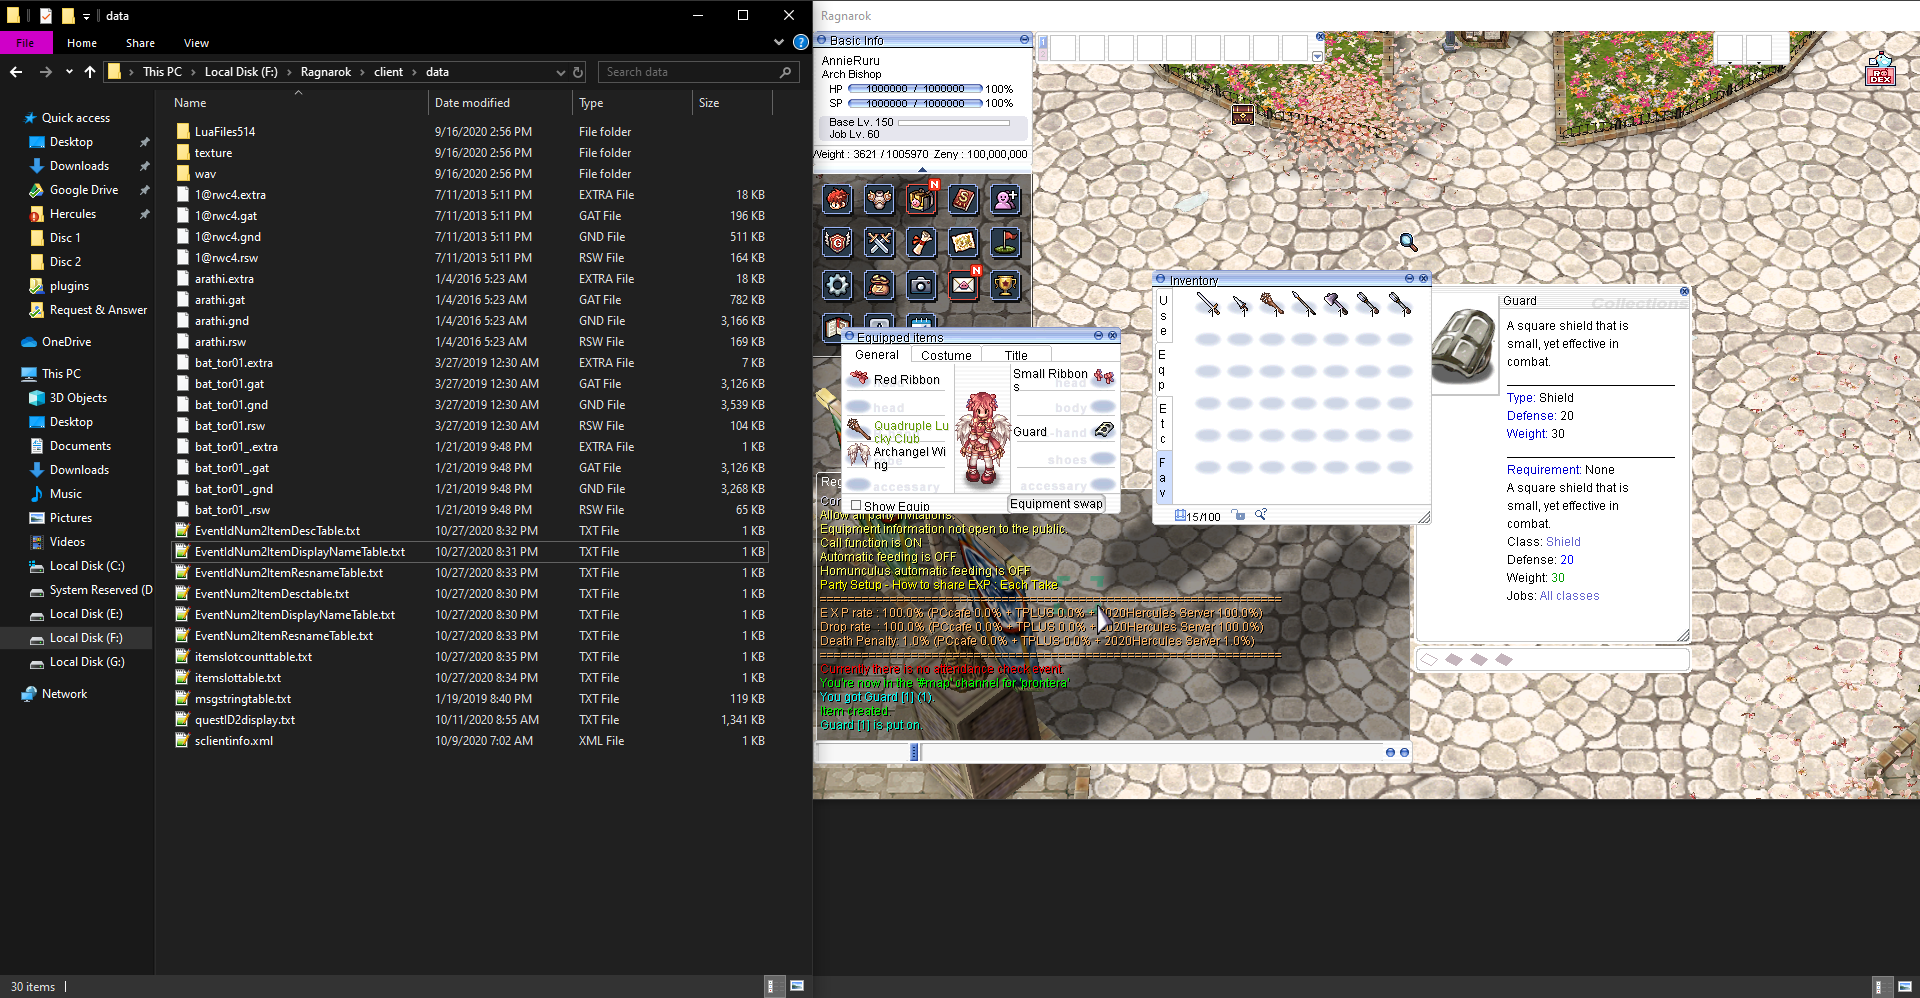 data
File
Home
Share
View
This PC
Local Disk (F:)
Ragnarok
client
data
Search data
Quick access
Desktop
Downloads
Google Drive
Hercules
Disc 1
Disc 2
plugins
Request & Answer
OneDrive
This PC
3D Objects
Desktop
Documents
Downloads
Music
Pictures
Videos
Local Disk (C:)
System Reserved (D
Local Disk (E:)
Local Disk (F:)
Local Disk (G:)
Network
Name Date modified Type Size
LuaFiles514 9/16/2020 2:56 PM File folder
texture 9/16/2020 2:56 PM File folder
wav 9/16/2020 2:56 PM File folder
1@rwc4.extra 7/11/2013 5:11 PM EXTRA File 18 KB
1@rwc4.gat 7/11/2013 5:11 PM GAT File 196 KB
1@rwc4.gnd 7/11/2013 5:11 PM GND File 511 KB
1@rwc4.rsw 7/11/2013 5:11 PM RSW File 164 KB
arathi.extra 1/4/2016 5:23 AM EXTRA File 18 KB
arathi.gat 1/4/2016 5:23 AM GAT File 782 KB
arathi.gnd 1/4/2016 5:23 AM GND File 3,166 KB
arathi.rsw 1/4/2016 5:23 AM RSW File 169 KB
bat_tor01.extra 3/27/2019 12:30 AM EXTRA File 7 KB
bat_tor01.gat 3/27/2019 12:30 AM GAT File 3,126 KB
bat_tor01.gnd 3/27/2019 12:30 AM GND File 3,539 KB
bat_tor01.rsw 3/27/2019 12:30 AM RSW File 104 KB
bat_tor01_.extra 1/21/2019 9:48 PM EXTRA File 1 KB
bat_tor01_.gat 1/21/2019 9:48 PM GAT File 3,126 KB
bat_tor01_.gnd 1/21/2019 9:48 PM GND File 3,268 KB
bat_tor01_.rsw 1/21/2019 9:48 PM RSW File 65 KB
EventIdNum2ItemDescTable.txt 10/27/2020 8:32 PM TXT File 1 KB
EventIdNum2ItemDisplayNameTable.txt 10/27/2020 8:31 PM TXT File 1 KB
EventIdNum2ItemResnameTable.txt 10/27/2020 8:33 PM TXT File 1 KB
EventNum2ItemDesctable.txt 10/27/2020 8:30 PM TXT File 1 KB
EventNum2ItemDisplayNameTable.txt 10/27/2020 8:30 PM TXT File 1 KB
EventNum2ItemResnameTable.txt 10/27/2020 8:33 PM TXT File 1 KB
itemslotcounttable.txt 10/27/2020 8:35 PM TXT File 1 KB
itemslottable.txt 10/27/2020 8:34 PM TXT File 1 KB
msgstringtable.txt 1/19/2019 8:40 PM TXT File 119 KB
questID2display.txt 10/11/2020 8:55 AM TXT File 1,341 KB
sclientinfo.xml 10/9/2020 7:02 AM XML File 1 KB
30 items
Ragnarok
Basic Info
AnnieRuru
Arch Bishop
HP 1000000 / 1000000 100%
SP 1000000 / 1000000 100%
Base Lv. 150
Job Lv. 60
Weight : 3621 / 1005970 Zeny : 100,000,000
N
N
RODEX
Equipped items
General Costume Title
Red Ribbon
Small Ribbon
s
head
head
body
Quadruple Lu
cky Club
Guard
-hand
Archangel Wi
ng
shoes
accessary
accessary
Show Equip
Equipment swap
Inventory
Use
Eqp
Etc
Fav
1 1 1 1 1 1 1
15/100
Guard
Collections
A square shield that is
small, yet effective in
combat.
Type: Shield
Defense: 20
Weight: 30
Requirement: None
A square shield that is
small, yet effective in
combat.
Class: Shield
Defense: 20
Weight: 30
Jobs: All classes
Allow all party invitations.
Equipment information not open to the public.
Call function is ON
Automatic feeding is OFF
Homunculus automatic feeding is OFF
Party Setup - How to share EXP : Each Take
E X P rate : 100.0% (PCcafe 0.0% + TPLUS 0.0% + 2020Hercules Server 100.0%)
Drop rate : 100.0% (PCcafe 0.0% + TPLUS 0.0% + 2020Hercules Server 100.0%)
Death Penalty: 1.0% (PCcafe 0.0% + TPLUS 0.0% + 2020Hercules Server 1.0%)
Currently there is no attendance check event.
You're now in the '#map' channel for 'prontera'
You got Guard [1] (1).
Item created.
Guard [1] is put on.